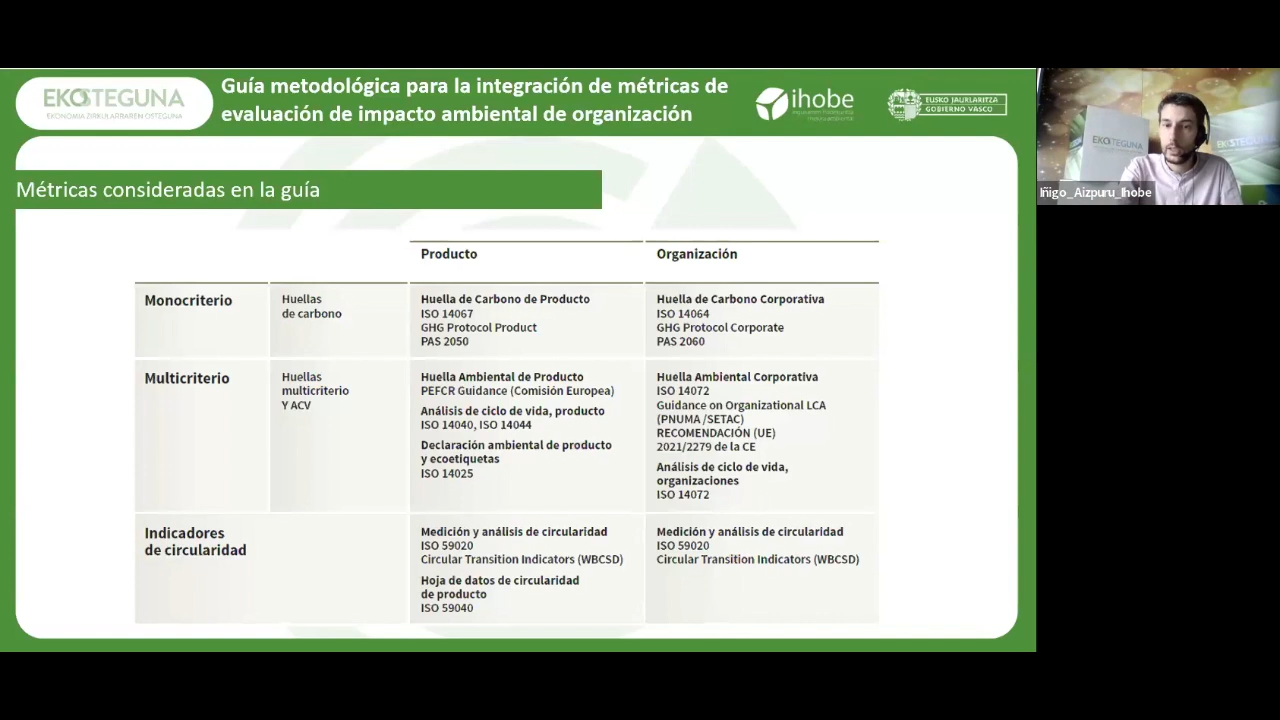 EKOSTEGUNA
EKONOMIA ZIRKULARRAREN OSTEGUNA
Guía metodológica para la integración de métricas de
evaluación de impacto ambiental de organización
ihobe
EUSKO JAURLARITZA
GOBIERNO VASCO
Métricas consideradas en la guía
Producto
Organización
Monocriterio
Huellas
de carbono
Huella de Carbono de Producto
ISO 14067
GHG Protocol Product
PAS 2050
Huella de Carbono Corporativa
ISO 14064
GHG Protocol Corporate
PAS 2060
Multicriterio
Huellas
multicriterio
Y ACV
Huella Ambiental de Producto
PEFCR Guidance (Comisión Europea)
Análisis de ciclo de vida, producto
ISO 14040, ISO 14044
Declaración ambiental de producto
y ecoetiquetas
ISO 14025
Huella Ambiental Corporativa
ISO 14072
Guidance on Organizational LCA
(PNUMA /SETAC)
RECOMENDACIÓN (UE)
2021/2279 de la CE
Análisis de ciclo de vida,
organizaciones
ISO 14072
Indicadores
de circularidad
Medición y análisis de circularidad
ISO 59020
Circular Transition Indicators (WBCSD)
Hoja de datos de circularidad
de producto
ISO 59040
Medición y análisis de circularidad
ISO 59020
Circular Transition Indicators (WBCSD)
EKOSTEGUNA
EKOSTEGUNA
Iñigo_Aizpuru_Ihobe